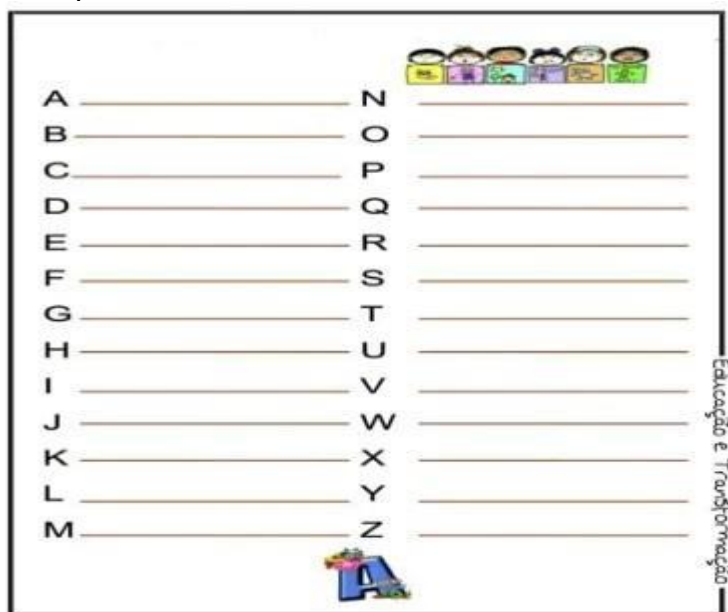 A N
B O
C P
D Q
E R
F S
G T
H U
I V
J W
K X
L Y
M Z
A
Educação e Transformação